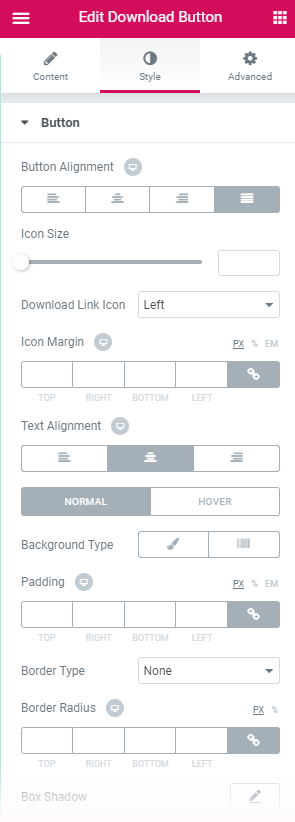 Edit Download Button
Content Style Advanced
Button
Button Alignment
Icon Size
Download Link Icon Left
Icon Margin PX % EM
TOP RIGHT BOTTOM LEFT
Text Alignment
NORMAL HOVER
Background Type
Padding PX % EM
TOP RIGHT BOTTOM LEFT
Border Type None
Border Radius PX %
TOP RIGHT BOTTOM LEFT
Box Shadow